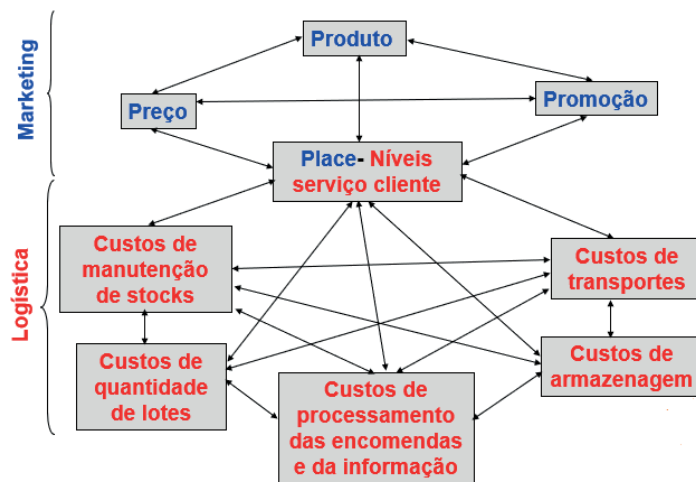 Marketing
Produto
Preço
Promoção
Place- Níveis
serviço cliente
Logística
Custos de
manutenção
de stocks
Custos de
transportes
Custos de
quantidade
de lotes
Custos de
processamento
das encomendas
e da informação
Custos de
armazenagem